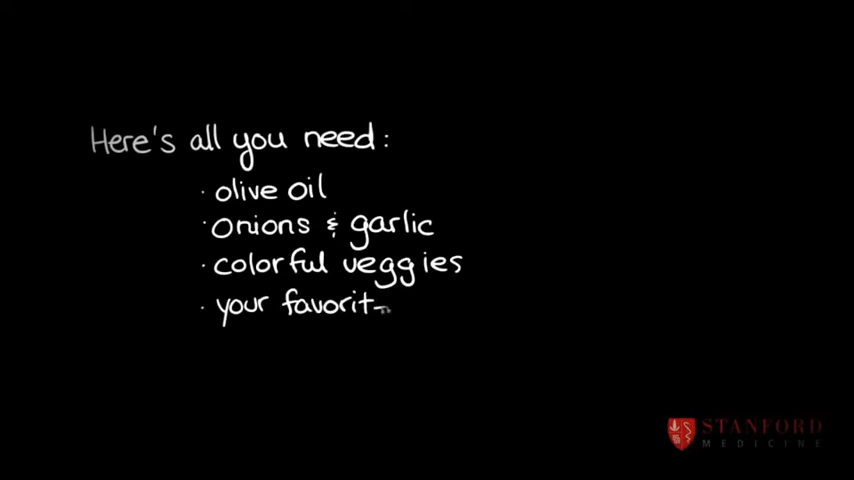 Here's all you need:
· olive oil
· onions & garlic
· colorful veggies
· your favorit
STANFORD
MEDICINE